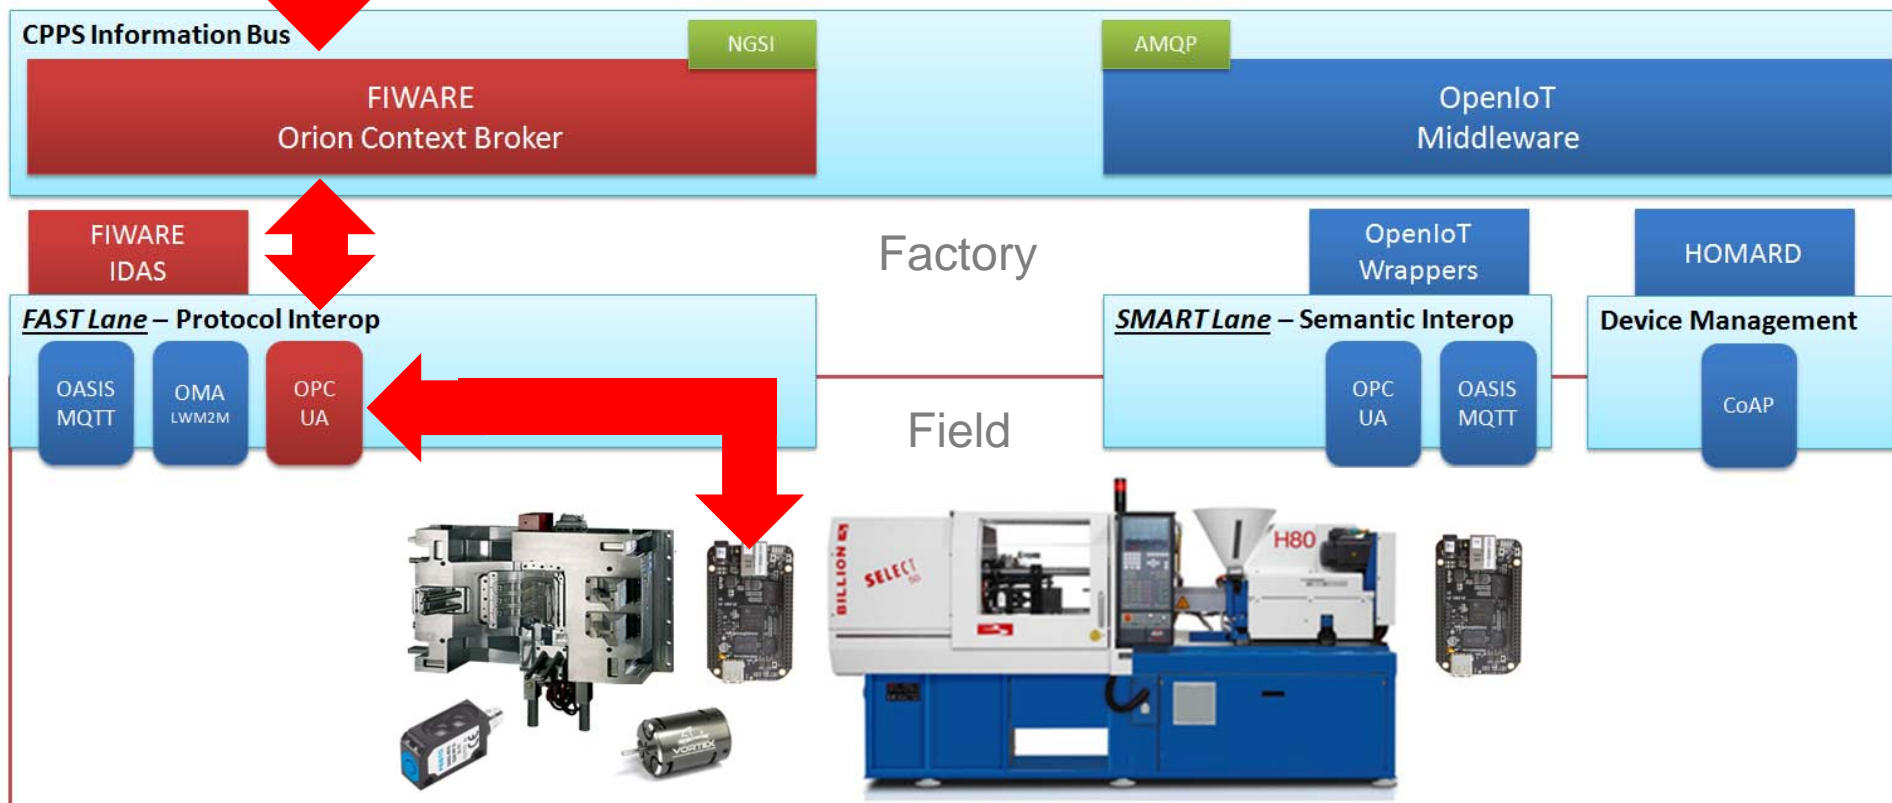 CPPS Information Bus
NGSI
AMQP
FIWARE
Orion Context Broker
OpenIoT
Middleware
FIWARE
IDAS
Factory
OpenIoT
Wrappers
HOMARD
FAST Lane – Protocol Interop
SMART Lane – Semantic Interop
Device Management
OASIS
MQTT
OMA
LWM2M
OPC
UA
Field
OPC
UA
OASIS
MQTT
CoAP
BILLION
SELECT
50
H80
VORTEX